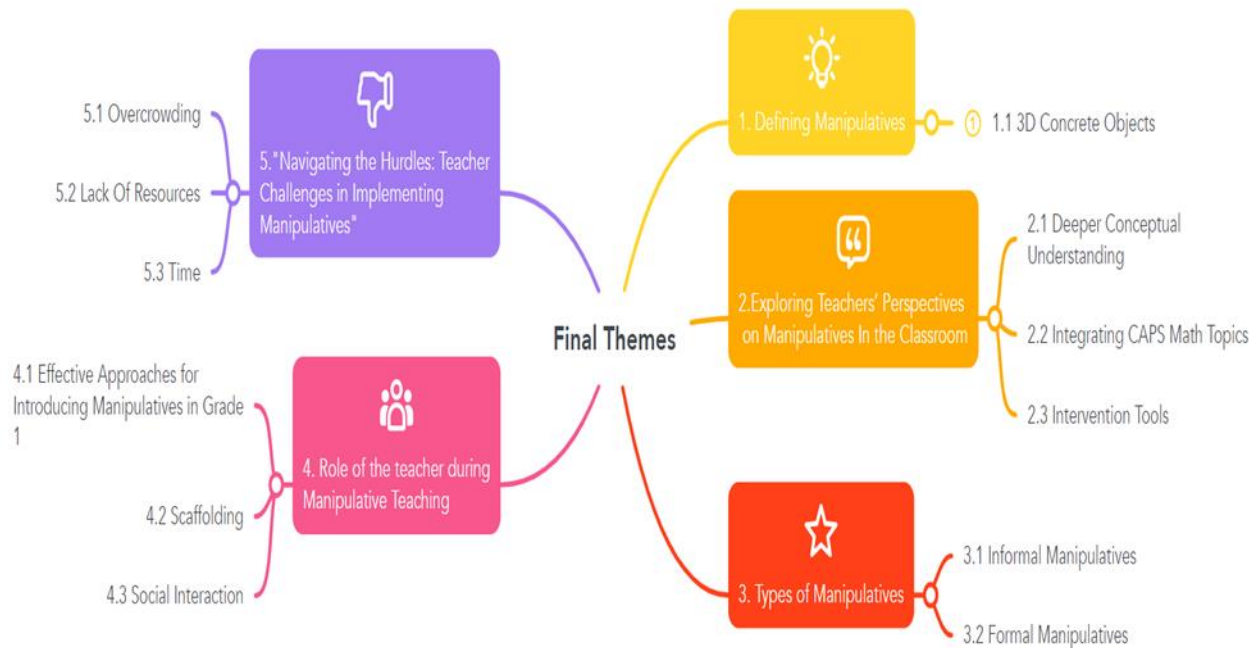 Final Themes
1. Defining Manipulatives
1
1.1 3D Concrete Objects
2.Exploring Teachers’ Perspectives
on Manipulatives In the Classroom
2.1 Deeper Conceptual
Understanding
2.2 Integrating CAPS Math Topics
2.3 Intervention Tools
3. Types of Manipulatives
3.1 Informal Manipulatives
3.2 Formal Manipulatives
4. Role of the teacher during
Manipulative Teaching
4.1 Effective Approaches for
Introducing Manipulatives in Grade
1
4.2 Scaffolding
4.3 Social Interaction
5."Navigating the Hurdles: Teacher
Challenges in Implementing
Manipulatives"
5.1 Overcrowding
5.2 Lack Of Resources
5.3 Time